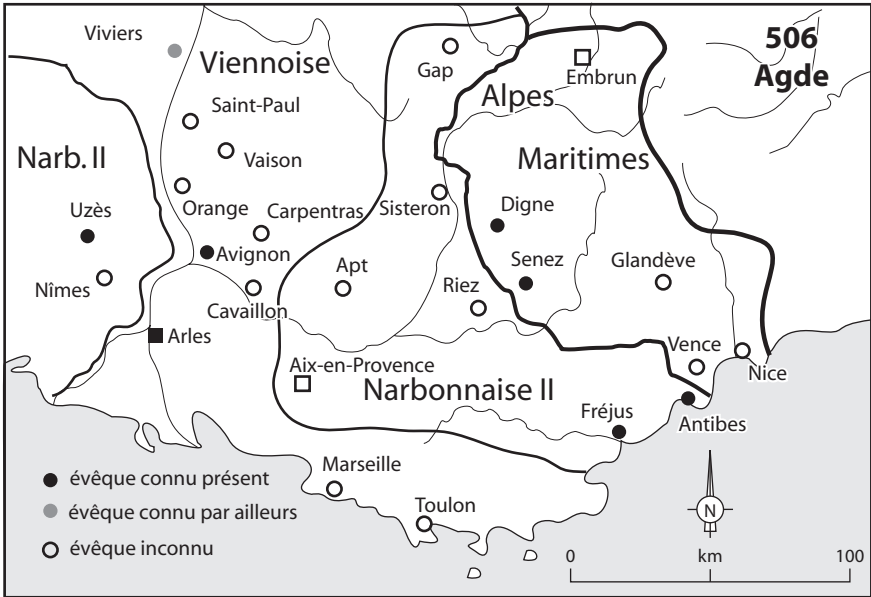 506
Agde
Viviers
Viennoise
Gap
Embrun
Alpes
Maritimes
Saint-Paul
Narb. II
Vaison
Orange
Carpentras
Sisteron
Digne
Uzès
Avignon
Senez
Glandève
Nîmes
Cavaillon
Apt
Riez
Arles
Vence
Nice
Aix-en-Provence
Narbonnaise II
Fréjus
Antibes
Marseille
Toulon
évêque connu présent
évêque connu par ailleurs
évêque inconnu
N
0 km 100